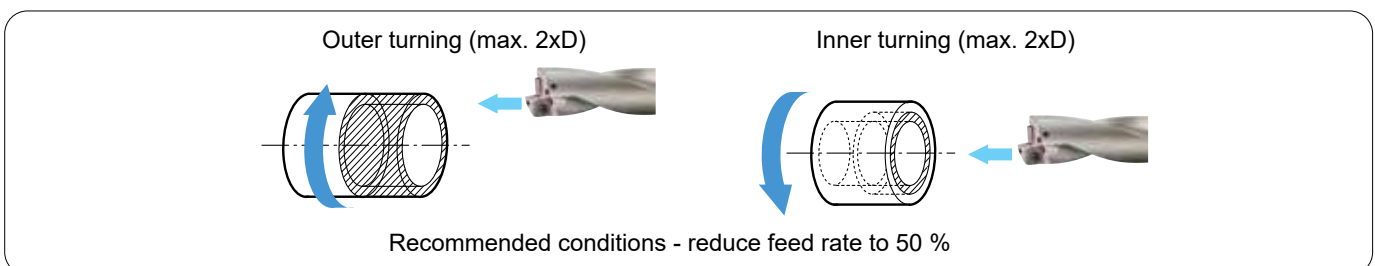 Outer turning (max. 2xD)
Inner turning (max. 2xD)
Recommended conditions - reduce feed rate to 50 %